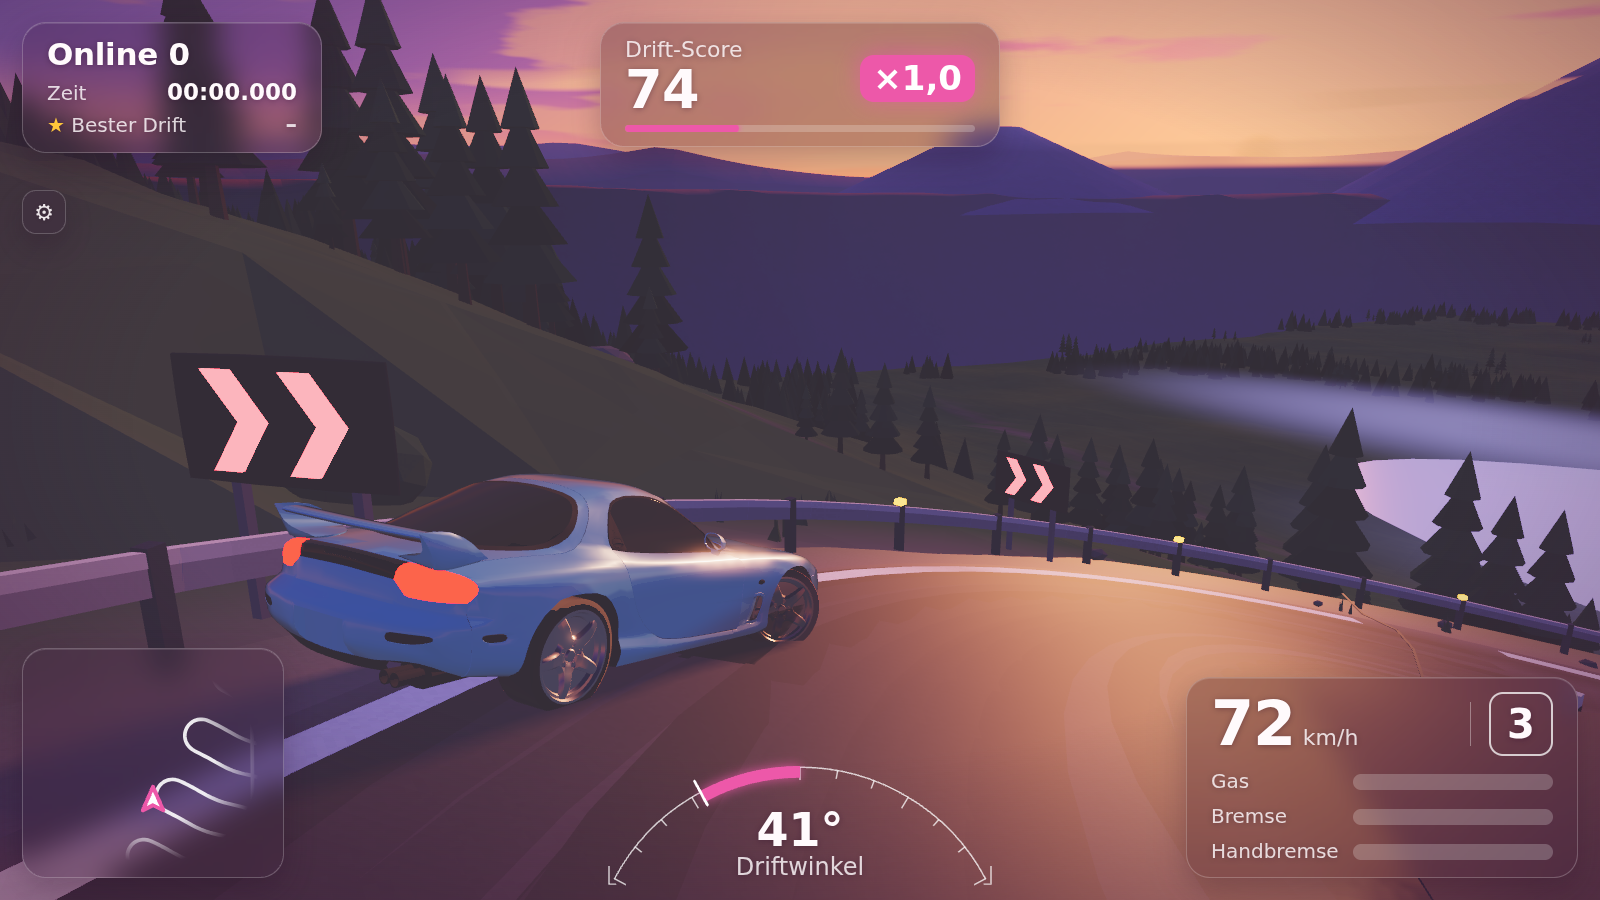 Online 0
Zeit 00:00.000
★ Bester Drift –
Drift-Score
74
×1,0
72 km/h
3
Gas
Bremse
Handbremse
41°
Driftwinkel